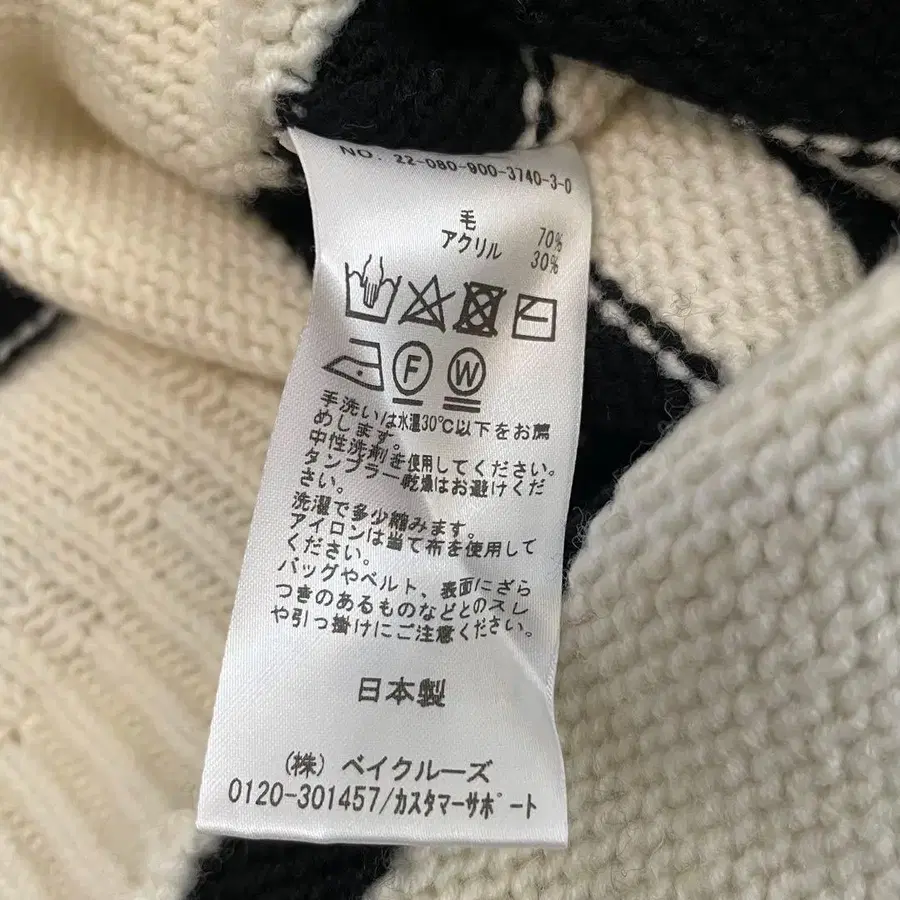 NO. 22-080-900-3740-3-0
毛 70%
アクリル 30%
F W
手洗いは水温30℃以下をお薦
めします。
中性洗剤を使用してください。
タンブラー乾燥はお避けくだ
さい。
洗濯で多少縮みます。
アイロンは当て布を使用して
ください。
バッグやベルト、表面にざら
つきのあるものなどとのスレ
や引っ掛けにご注意ください。
日本製
(株) ベイクルーズ
0120-301457/カスタマーサポート